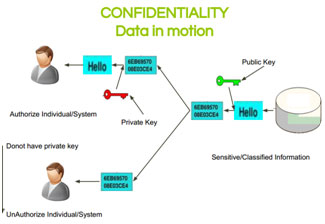 CONFIDENTIALITY
Data in motion
Public Key
Hello
6EB69570
08E03CE4
6EB69570
08E03CE4
Hello
Authorize Individual/System
Private Key
Sensitive/Classified Information
Donot have private key
6EB69570
08E03CE4
UnAuthorize Individual/System